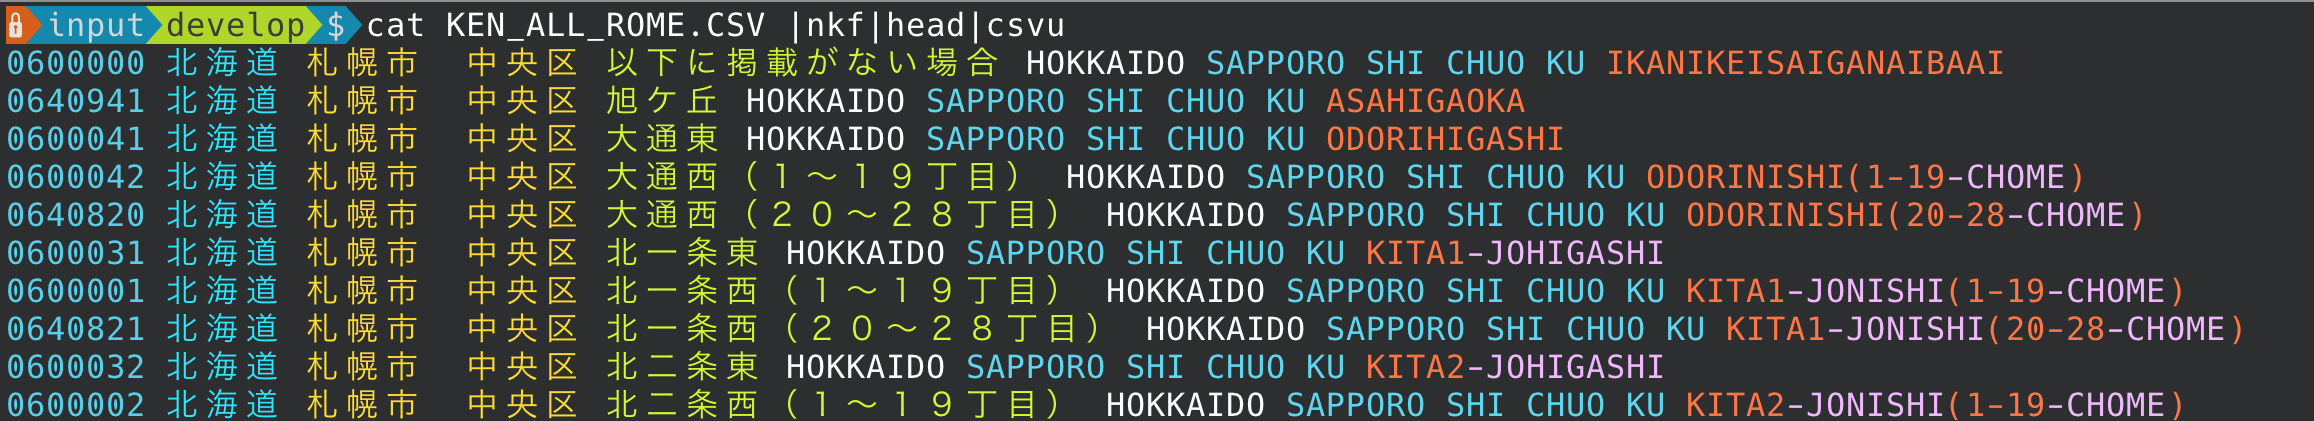 input develop $ cat KEN_ALL_ROME.CSV |nkf|head|csvu
0600000 北海道 札幌市　中央区 以下に掲載がない場合 HOKKAIDO SAPPORO SHI CHUO KU IKANIKEISAIGANAIBAAI
0640941 北海道 札幌市　中央区 旭ケ丘 HOKKAIDO SAPPORO SHI CHUO KU ASAHIGAOKA
0600041 北海道 札幌市　中央区 大通東 HOKKAIDO SAPPORO SHI CHUO KU ODORIHIGASHI
0600042 北海道 札幌市　中央区 大通西（１～１９丁目） HOKKAIDO SAPPORO SHI CHUO KU ODORINISHI(1-19-CHOME)
0640820 北海道 札幌市　中央区 大通西（２０～２８丁目） HOKKAIDO SAPPORO SHI CHUO KU ODORINISHI(20-28-CHOME)
0600031 北海道 札幌市　中央区 北一条東 HOKKAIDO SAPPORO SHI CHUO KU KITA1-JOHIGASHI
0600001 北海道 札幌市　中央区 北一条西（１～１９丁目） HOKKAIDO SAPPORO SHI CHUO KU KITA1-JONISHI(1-19-CHOME)
0640821 北海道 札幌市　中央区 北一条西（２０～２８丁目） HOKKAIDO SAPPORO SHI CHUO KU KITA1-JONISHI(20-28-CHOME)
0600032 北海道 札幌市　中央区 北二条東 HOKKAIDO SAPPORO SHI CHUO KU KITA2-JOHIGASHI
0600002 北海道 札幌市　中央区 北二条西（１～１９丁目） HOKKAIDO SAPPORO SHI CHUO KU KITA2-JONISHI(1-19-CHOME)